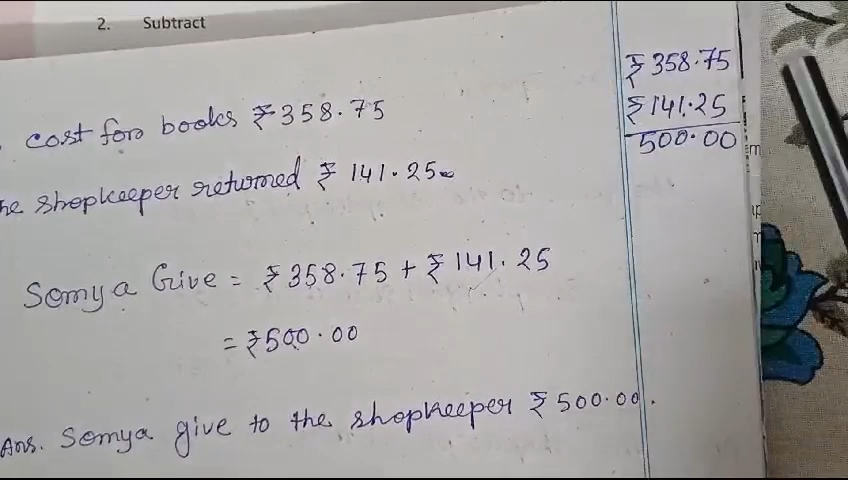 2. Subtract
cost foro books ₹358.75
he shopkeeper returned ₹ 141.25
Somya Give = ₹358.75 + ₹141.25
= ₹500.00
Ans. Somya give to the shopkeeper ₹500.00.
₹358.75
₹141.25
500.00